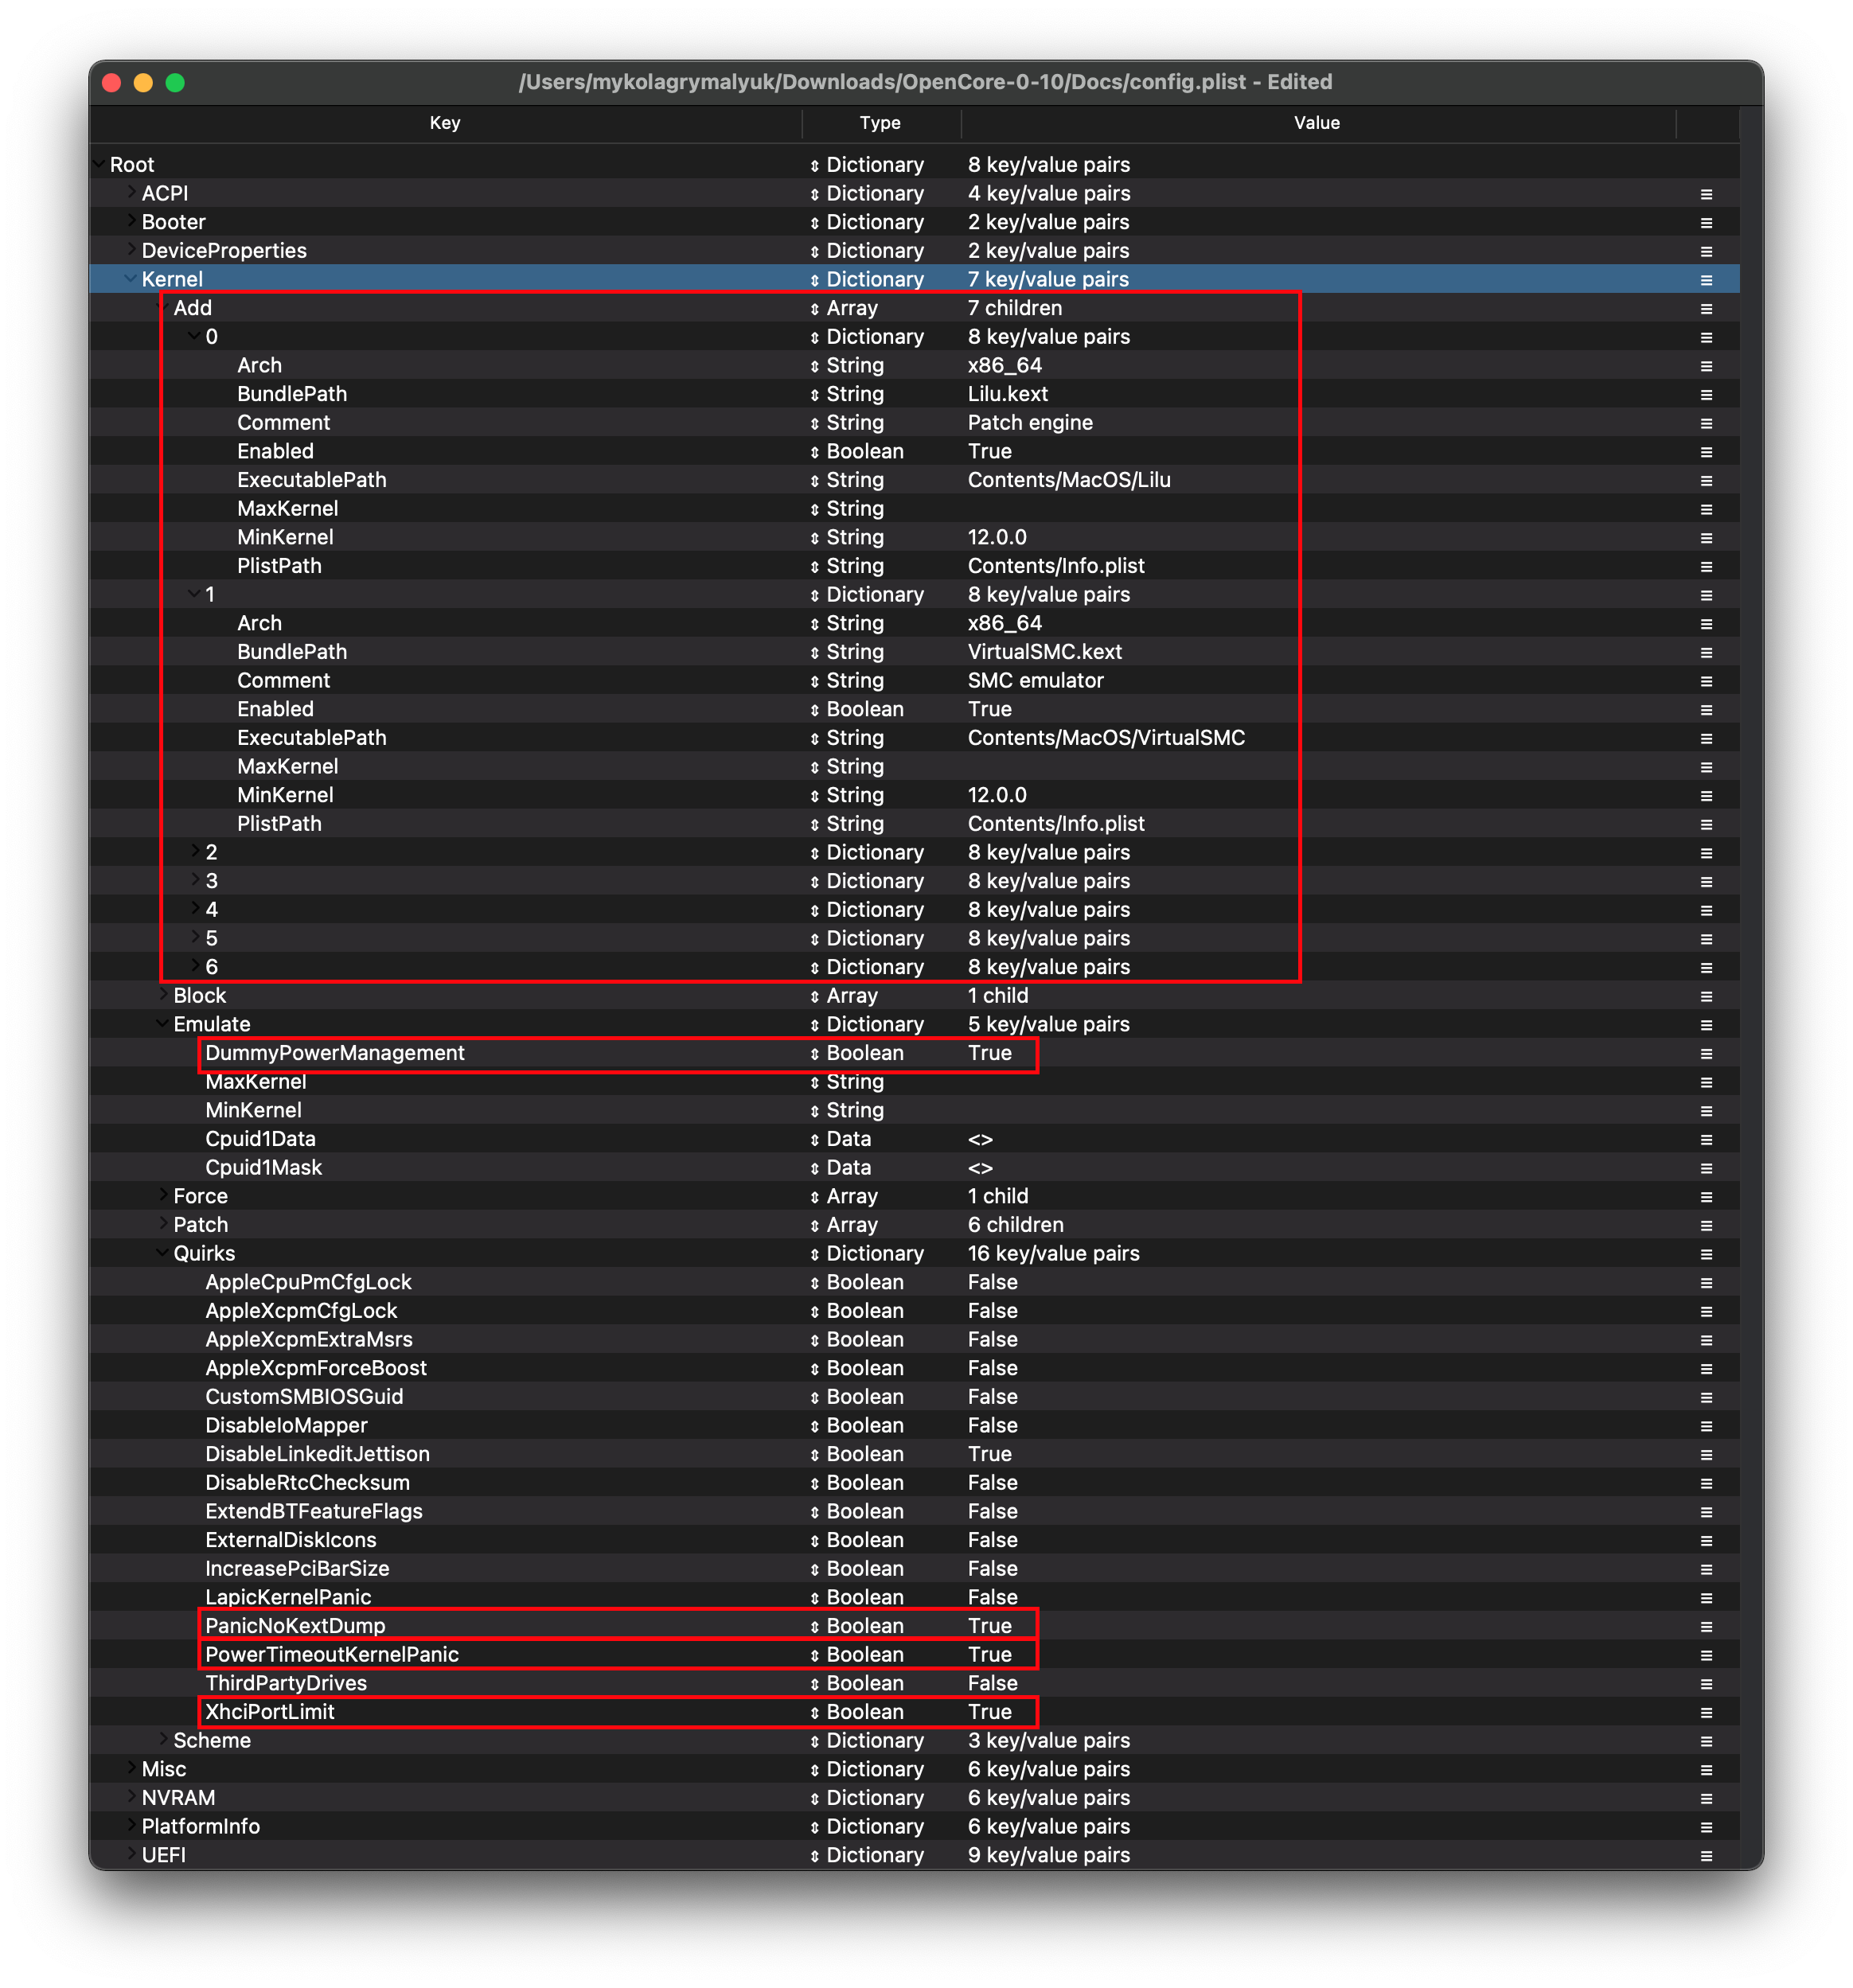 /Users/mykolagrymalyuk/Downloads/OpenCore-0-10/Docs/config.plist - Edited
Key Type Value
Root Dictionary 8 key/value pairs
ACPI Dictionary 4 key/value pairs
Booter Dictionary 2 key/value pairs
DeviceProperties Dictionary 2 key/value pairs
Kernel Dictionary 7 key/value pairs
Add Array 7 children
0 Dictionary 8 key/value pairs
Arch String x86_64
BundlePath String Lilu.kext
Comment String Patch engine
Enabled Boolean True
ExecutablePath String Contents/MacOS/Lilu
MaxKernel String
MinKernel String 12.0.0
PlistPath String Contents/Info.plist
1 Dictionary 8 key/value pairs
Arch String x86_64
BundlePath String VirtualSMC.kext
Comment String SMC emulator
Enabled Boolean True
ExecutablePath String Contents/MacOS/VirtualSMC
MaxKernel String
MinKernel String 12.0.0
PlistPath String Contents/Info.plist
2 Dictionary 8 key/value pairs
3 Dictionary 8 key/value pairs
4 Dictionary 8 key/value pairs
5 Dictionary 8 key/value pairs
6 Dictionary 8 key/value pairs
Block Array 1 child
Emulate Dictionary 5 key/value pairs
DummyPowerManagement Boolean True
MaxKernel String
MinKernel String
Cpuid1Data Data <>
Cpuid1Mask Data <>
Force Array 1 child
Patch Array 6 children
Quirks Dictionary 16 key/value pairs
AppleCpuPmCfgLock Boolean False
AppleXcpmCfgLock Boolean False
AppleXcpmExtraMsrs Boolean False
AppleXcpmForceBoost Boolean False
CustomSMBIOSGuid Boolean False
DisableIoMapper Boolean False
DisableLinkeditJettison Boolean True
DisableRtcChecksum Boolean False
ExtendBTFeatureFlags Boolean False
ExternalDiskIcons Boolean False
IncreasePciBarSize Boolean False
LapicKernelPanic Boolean False
PanicNoKextDump Boolean True
PowerTimeoutKernelPanic Boolean True
ThirdPartyDrives Boolean False
XhciPortLimit Boolean True
Scheme Dictionary 3 key/value pairs
Misc Dictionary 6 key/value pairs
NVRAM Dictionary 6 key/value pairs
PlatformInfo Dictionary 6 key/value pairs
UEFI Dictionary 9 key/value pairs